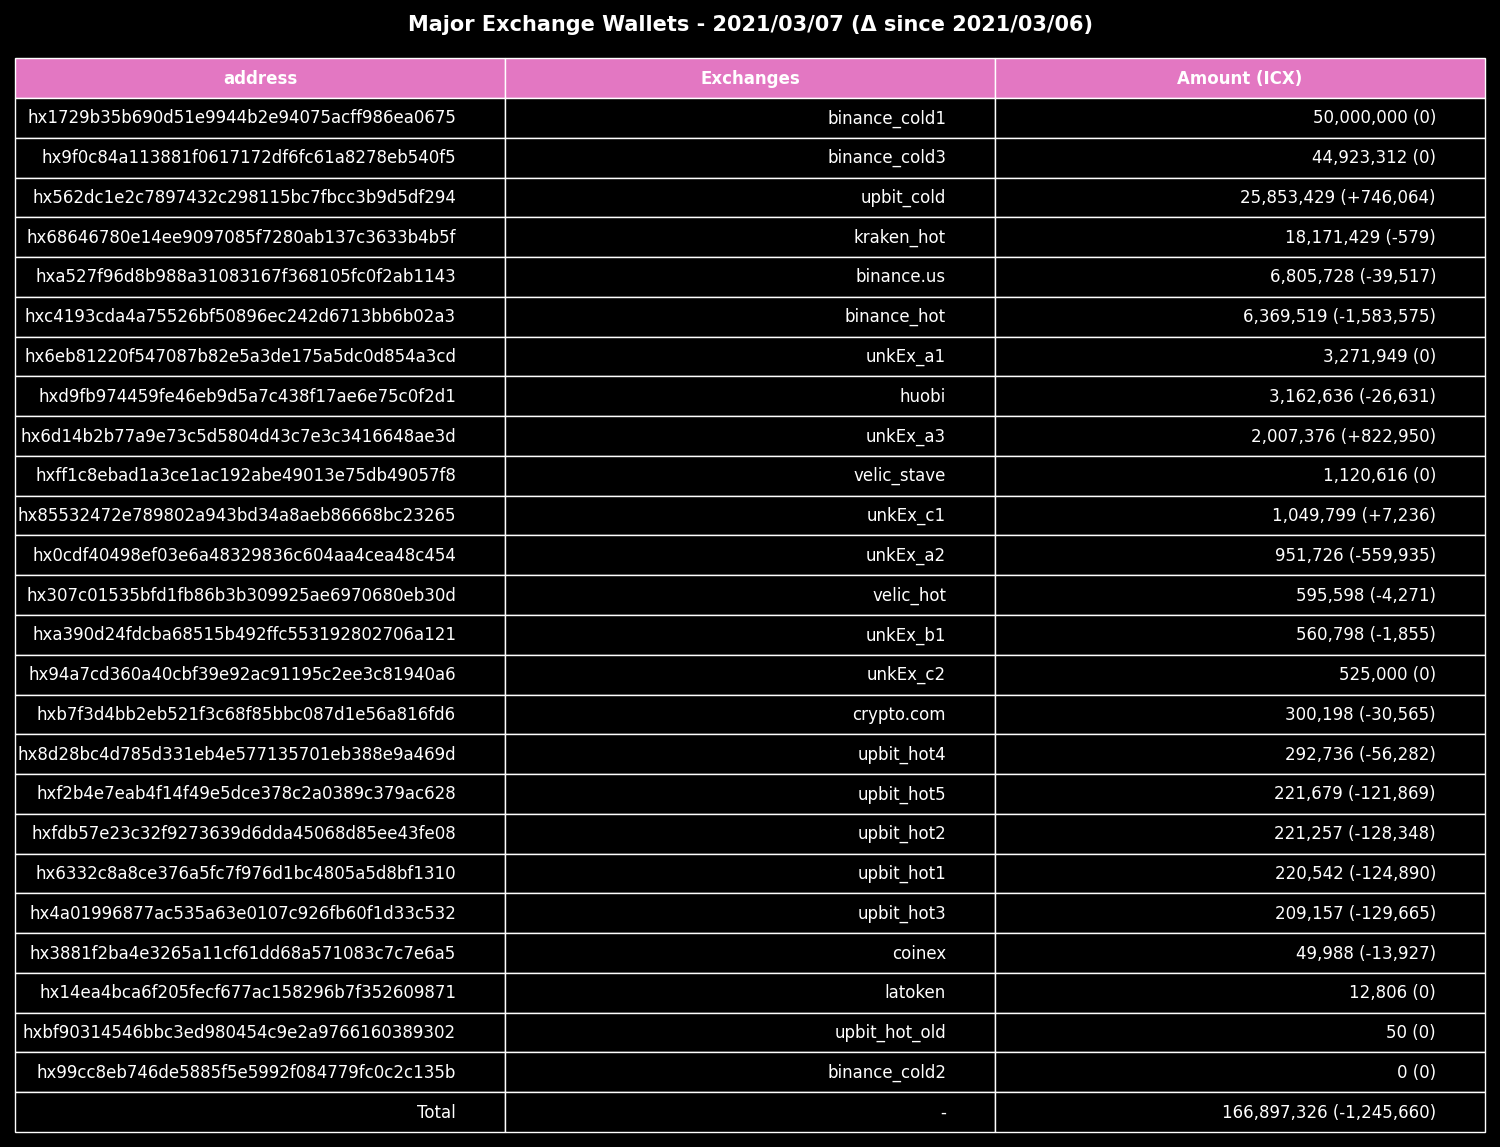 Major Exchange Wallets - 2021/03/07 (Δ since 2021/03/06)
address Exchanges Amount (ICX)
hx1729b35b690d51e9944b2e94075acff986ea0675 binance_cold1 50,000,000 (0)
hx9f0c84a113881f0617172df6fc61a8278eb540f5 binance_cold3 44,923,312 (0)
hx562dc1e2c7897432c298115bc7fbcc3b9d5df294 upbit_cold 25,853,429 (+746,064)
hx68646780e14ee9097085f7280ab137c3633b4b5f kraken_hot 18,171,429 (-579)
hxa527f96d8b988a31083167f368105fc0f2ab1143 binance.us 6,805,728 (-39,517)
hxc4193cda4a75526bf50896ec242d6713bb6b02a3 binance_hot 6,369,519 (-1,583,575)
hx6eb81220f547087b82e5a3de175a5dc0d854a3cd unkEx_a1 3,271,949 (0)
hxd9fb974459fe46eb9d5a7c438f17ae6e75c0f2d1 huobi 3,162,636 (-26,631)
hx6d14b2b77a9e73c5d5804d43c7e3c3416648ae3d unkEx_a3 2,007,376 (+822,950)
hxff1c8ebad1a3ce1ac192abe49013e75db49057f8 velic_stave 1,120,616 (0)
hx85532472e789802a943bd34a8aeb86668bc23265 unkEx_c1 1,049,799 (+7,236)
hx0cdf40498ef03e6a48329836c604aa4cea48c454 unkEx_a2 951,726 (-559,935)
hx307c01535bfd1fb86b3b309925ae6970680eb30d velic_hot 595,598 (-4,271)
hxa390d24fdcba68515b492ffc553192802706a121 unkEx_b1 560,798 (-1,855)
hx94a7cd360a40cbf39e92ac91195c2ee3c81940a6 unkEx_c2 525,000 (0)
hxb7f3d4bb2eb521f3c68f85bbc087d1e56a816fd6 crypto.com 300,198 (-30,565)
hx8d28bc4d785d331eb4e577135701eb388e9a469d upbit_hot4 292,736 (-56,282)
hxf2b4e7eab4f14f49e5dce378c2a0389c379ac628 upbit_hot5 221,679 (-121,869)
hxfdb57e23c32f9273639d6dda45068d85ee43fe08 upbit_hot2 221,257 (-128,348)
hx6332c8a8ce376a5fc7f976d1bc4805a5d8bf1310 upbit_hot1 220,542 (-124,890)
hx4a01996877ac535a63e0107c926fb60f1d33c532 upbit_hot3 209,157 (-129,665)
hx3881f2ba4e3265a11cf61dd68a571083c7c7e6a5 coinex 49,988 (-13,927)
hx14ea4bca6f205fecf677ac158296b7f352609871 latoken 12,806 (0)
hxbf90314546bbc3ed980454c9e2a9766160389302 upbit_hot_old 50 (0)
hx99cc8eb746de5885f5e5992f084779fc0c2c135b binance_cold2 0 (0)
Total - 166,897,326 (-1,245,660)